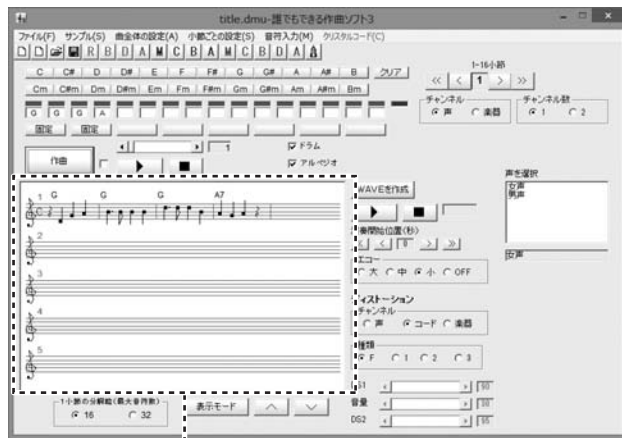 title.dmu-誰でもできる作曲ソフト3
ファイル(F) サンプル(S) 曲全体の設定(A) 小節ごとの設定(S) 音符入力(M) クリスタルコード(C)
R B D A M C B A M C B D A
1-16小節
C C# D D# E F F# G G# A A# B クリア
« < 1 > »
Cm C#m Dm D#m Em Fm F#m Gm G#m Am A#m Bm
チャンネル
声 楽器
チャンネル数
1 2
G G G A
固定 固定
1
ドラム
作曲
アルペジオ
声を選択
女声
男声
WAVEを作成
女声
1 G G G A7
2
3
4
5
開始位置(秒)
0
エコー
大 中 小 OFF
ディストーション
チャンネル
声 コード 楽器
種類
F 1 2 3
音量
DS2
1小節の分解能(最大音符数)
16 32
表示モード